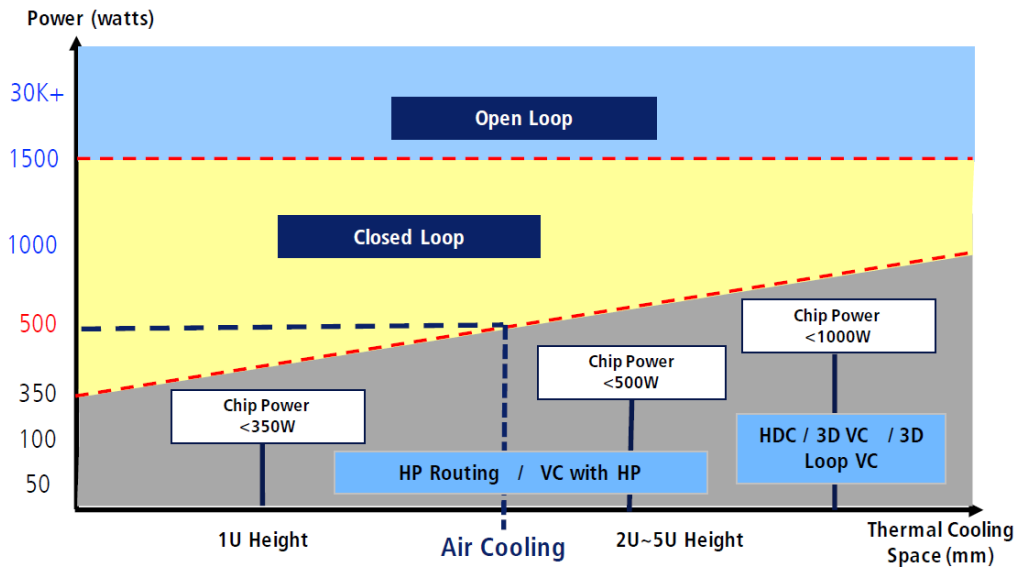 Power (watts)
30K+
Open Loop
1500
Closed Loop
1000
500
Chip Power
<1000W
Chip Power
<500W
350
Chip Power
<350W
100
HDC / 3D VC / 3D
Loop VC
HP Routing / VC with HP
50
1U Height
Air Cooling
2U~5U Height
Thermal Cooling
Space (mm)